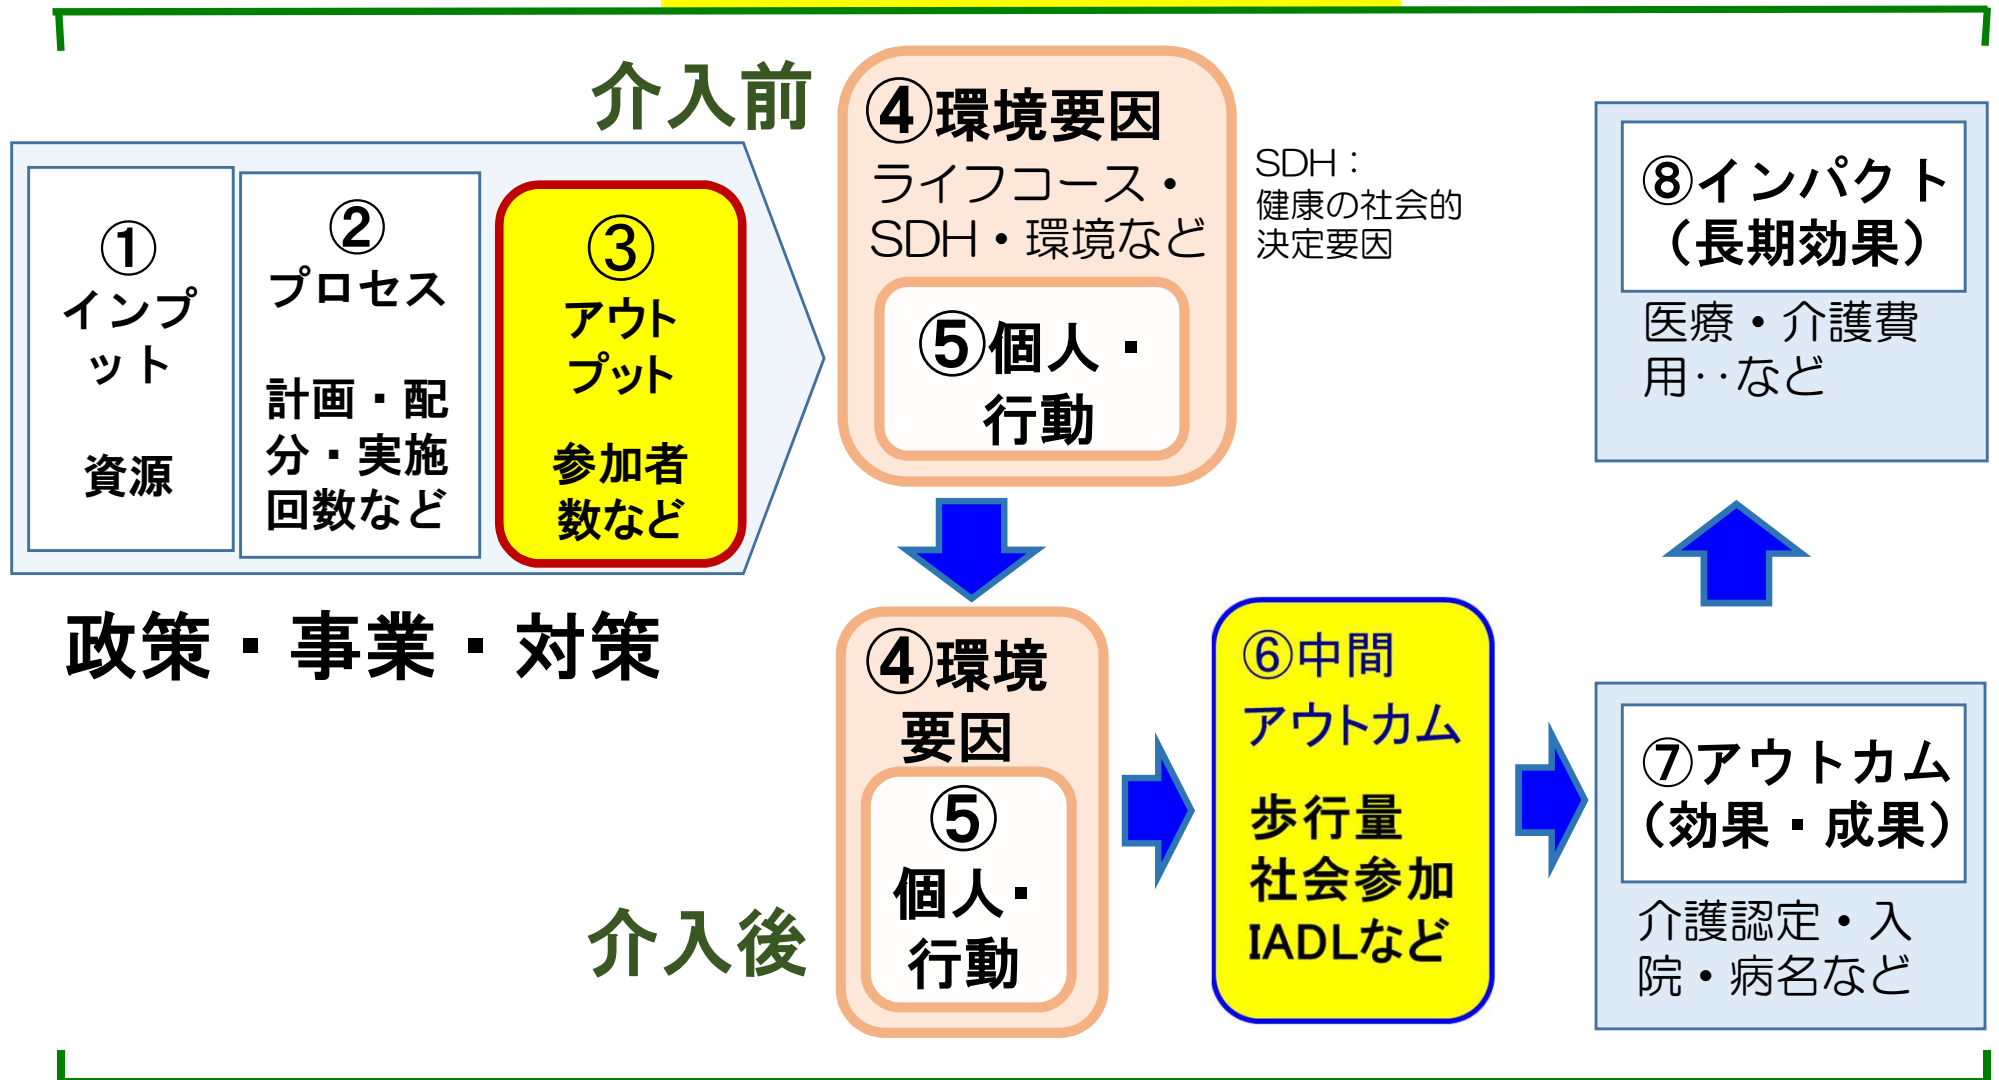 介入前
①
インプ
ット
資源
②
プロセス
計画・配
分・実施
回数など
③
アウト
プット
参加者
数など
政策・事業・対策
④環境要因
ライフコース・
SDH・環境など
⑤個人・
行動
SDH：
健康の社会的
決定要因
介入後
④環境
要因
⑤
個人・
行動
⑥中間
アウトカム
歩行量
社会参加
IADLなど
⑦アウトカム
（効果・成果）
介護認定・入
院・病名など
⑧インパクト
（長期効果）
医療・介護費
用‥など